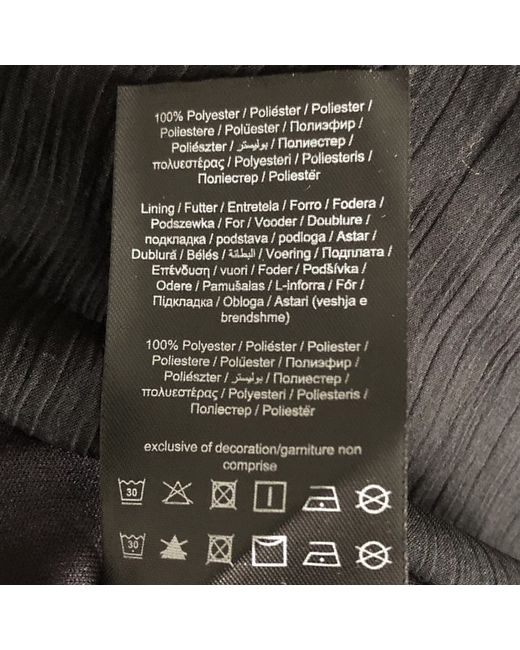 100% Polyester / Poliéster / Poliester /
Poliestere / Polüester / Полиэфир /
Poliészter / بوليستر / Полиестер /
πολυεστέρας / Polyesteri / Poliesteris /
Поліестер / Poliestër
Lining / Futter / Entretela / Forro / Fodera /
Podszewka / For / Vooder / Doublure /
подкладка / podstava / podloga / Astar /
Dublură / Bélés / البطانة / Voering / Подплата /
Επένδυση / vuori / Foder / Podšívka /
Odere / Pamušalas / L-inforra / Fór /
Підкладка / Obloga / Astari (veshja e
brendshme)
100% Polyester / Poliéster / Poliester /
Poliestere / Polüester / Полиэфир /
Poliészter / بوليستر / Полиестер /
πολυεστέρας / Polyesteri / Poliesteris /
Поліестер / Poliestër
exclusive of decoration/garniture non
comprise
30
30